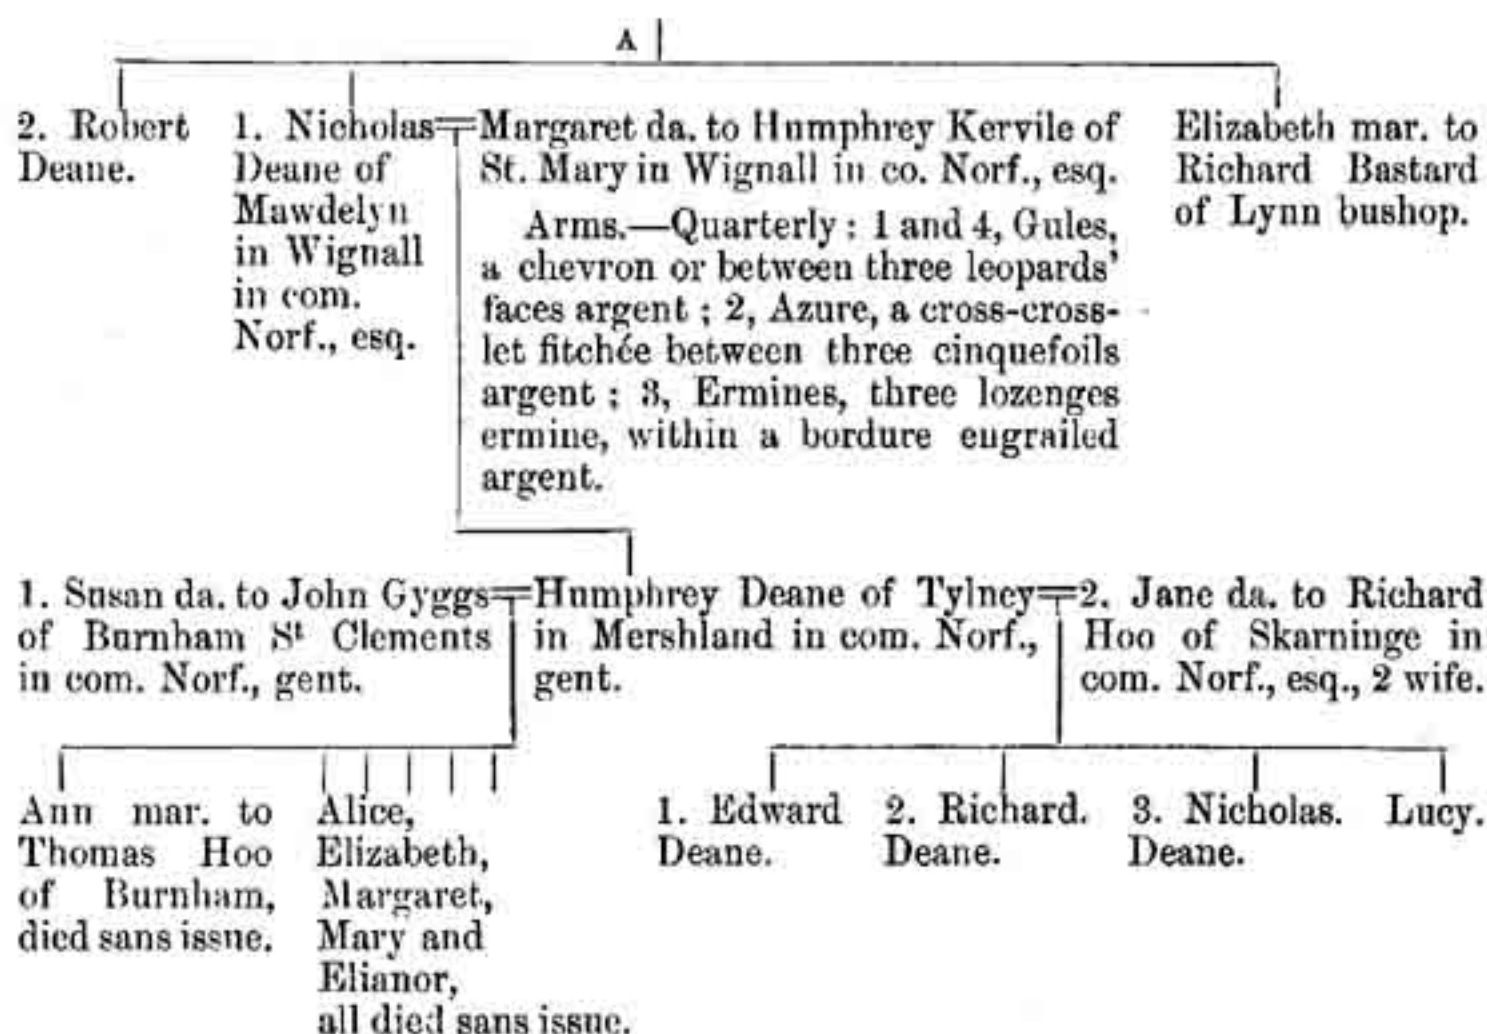 A
2. Robert
Deane.
1. Nicholas
Deane of
Mawdelyn
in Wignall
in com.
Norf., esq.
Margaret da. to Humphrey Kervile of
St. Mary in Wignall in co. Norf., esq.
Arms.—Quarterly: 1 and 4, Gules,
a chevron or between three leopards'
faces argent; 2, Azure, a cross-cross-
let fitchée between three cinquefoils
argent; 3, Ermines, three lozenges
ermine, within a bordure engrailed
argent.
Elizabeth mar. to
Richard Bastard
of Lynn bushop.
1. Susan da. to John Gyggs
of Burnham St Clements
in com. Norf., gent.
Humphrey Deane of Tylney
in Mershland in com. Norf.,
gent.
2. Jane da. to Richard
Hoo of Skarninge in
com. Norf., esq., 2 wife.
Ann mar. to
Thomas Hoo
of Burnham,
died sans issue.
Alice,
Elizabeth,
Margaret,
Mary and
Elianor,
all died sans issue.
1. Edward
Deane.
2. Richard.
Deane.
3. Nicholas.
Deane.
Lucy.